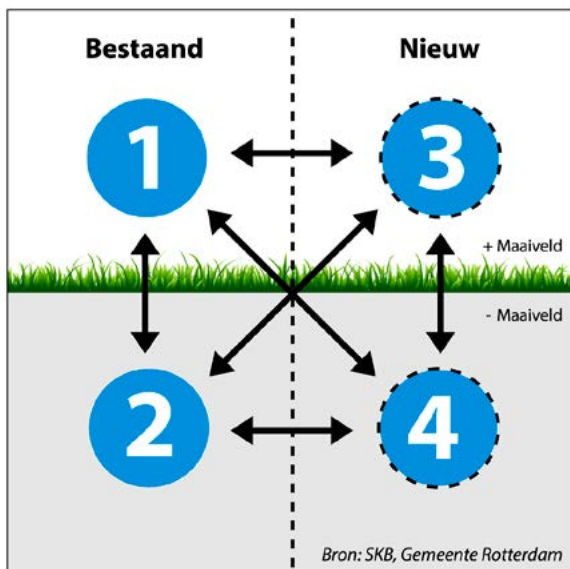 Bestaand Nieuw
1 3
+ Maaiveld
- Maaiveld
2 4
Bron: SKB, Gemeente Rotterdam